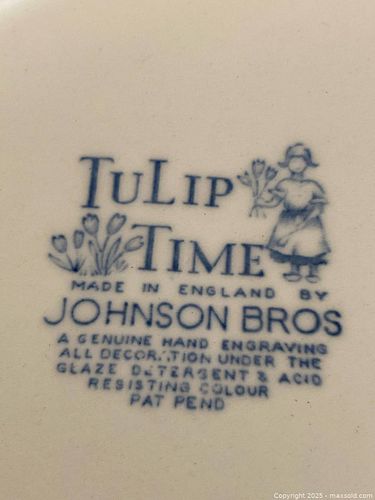 TULIP
TIME
MADE IN ENGLAND BY
JOHNSON BROS
A GENUINE HAND ENGRAVING
ALL DECORATION UNDER THE
GLAZE DETERGENT & ACID
RESISTING COLOUR
PAT PEND
Copyright 2025 - maxsold.com